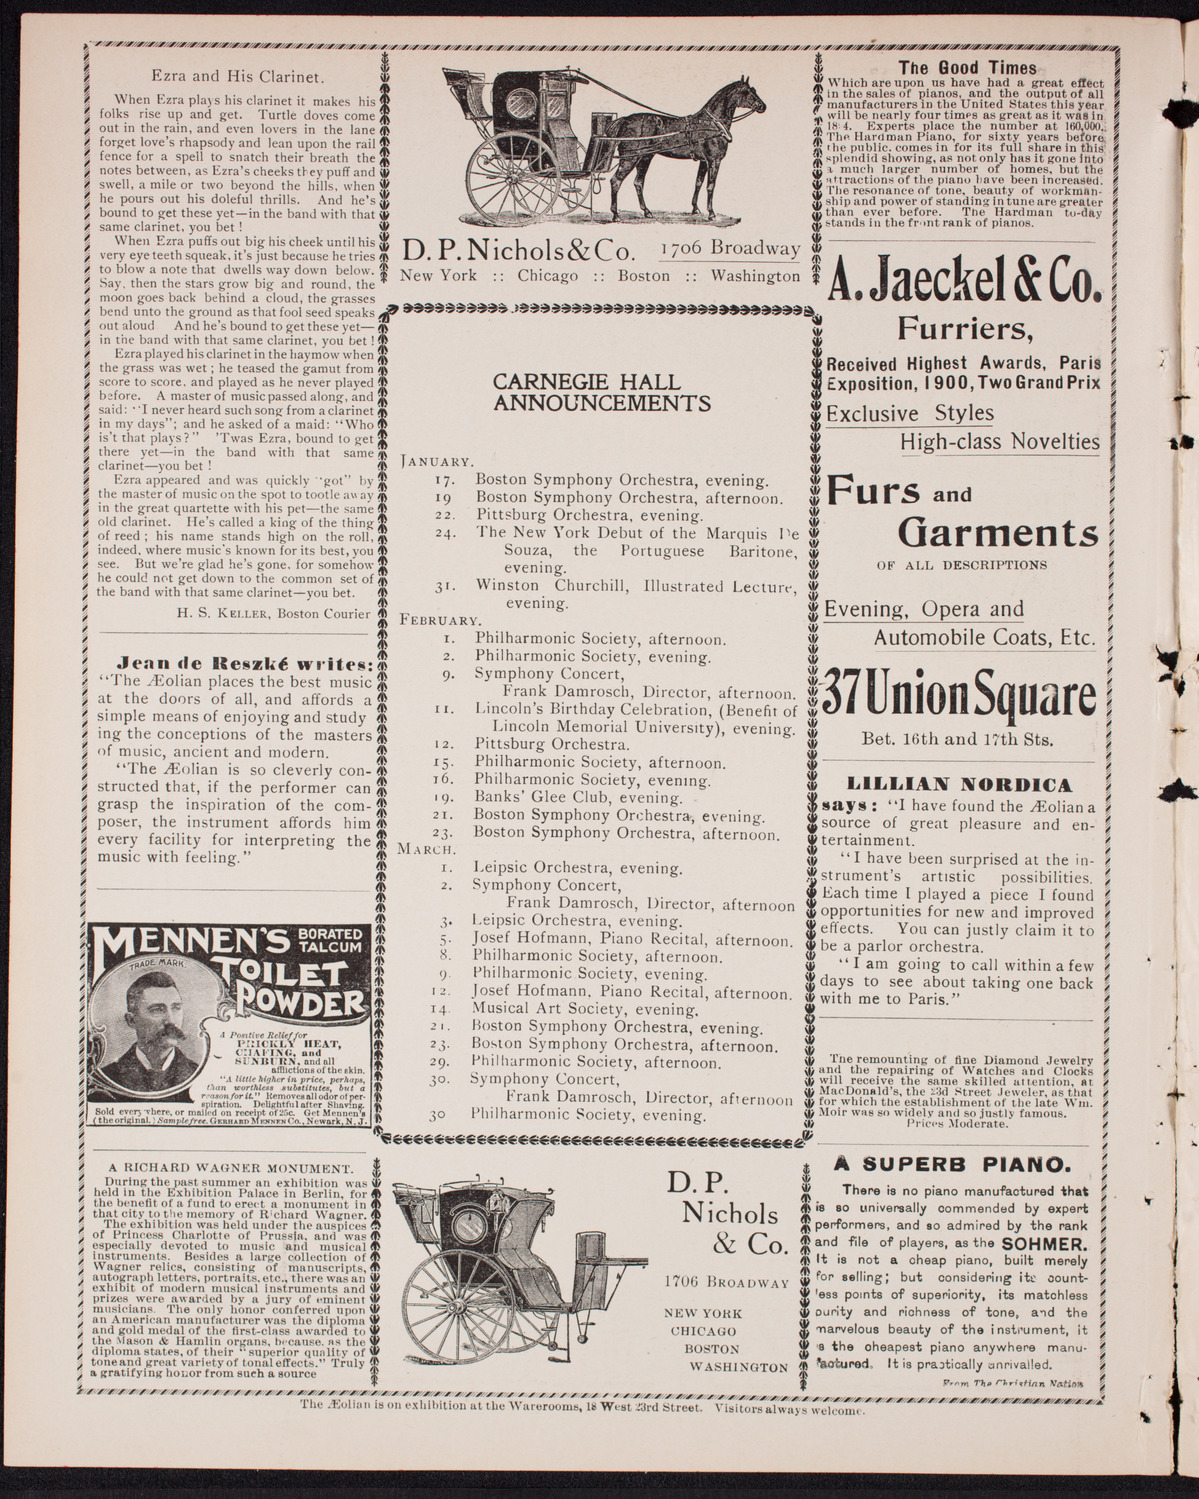 Ezra and His Clarinet.
When Ezra plays his clarinet it makes his
folks rise up and get. Turtle doves come
out in the rain, and even lovers in the lane
forget love's rhapsody and lean upon the rail
fence for a spell to snatch their breath the
notes between, as Ezra's cheeks they puff and
swell, a mile or two beyond the hills, when
he pours out his doleful thrills. And he's
bound to get these yet—in the band with that
same clarinet, you bet !
When Ezra puffs out big his cheek until his
very eye teeth squeak, it's just because he tries
to blow a note that dwells way down below.
Say, then the stars grow big and round, the
moon goes back behind a cloud, the grasses
bend unto the ground as that fool seed speaks
out aloud And he's bound to get these yet—
in the band with that same clarinet, you bet !
Ezra played his clarinet in the haymow when
the grass was wet ; he teased the gamut from
score to score, and played as he never played
before. A master of music passed along, and
said: "I never heard such song from a clarinet
in my days"; and he asked of a maid: "Who
is't that plays?" 'Twas Ezra, bound to get
there yet—in the band with that same
clarinet—you bet !
Ezra appeared and was quickly "got" by
the master of music on the spot to tootle away
in the great quartette with his pet—the same
old clarinet. He's called a king of the thing
of reed ; his name stands high on the roll,
indeed, where music's known for its best, you
see. But we're glad he's gone, for somehow
he could not get down to the common set of
the band with that same clarinet—you bet.
H. S. KELLER, Boston Courier
Jean de Reszké writes:
"The Æolian places the best music
at the doors of all, and affords a
simple means of enjoying and study
ing the conceptions of the masters
of music, ancient and modern.
"The Æolian is so cleverly con-
structed that, if the performer can
grasp the inspiration of the com-
poser, the instrument affords him
every facility for interpreting the
music with feeling."
MENNEN'S BORATED
TALCUM
TOILET
POWDER
TRADE MARK
A Positive Relief for
PRICKLY HEAT,
CHAFING, and
SUNBURN, and all
afflictions of the skin.
"A little higher in price, perhaps,
than worthless substitutes, but a
reason for it." Removes all odor of per-
spiration. Delightful after Shaving.
Sold everywhere, or mailed on receipt of 25c. Get Mennen's
(the original.) Sample free. GERHARD MENNEN CO., Newark, N. J.
A RICHARD WAGNER MONUMENT.
During the past summer an exhibition was
held in the Exhibition Palace in Berlin, for
the benefit of a fund to erect a monument in
that city to the memory of Richard Wagner.
The exhibition was held under the auspices
of Princess Charlotte of Prussia, and was
especially devoted to music and musical
instruments. Besides a large collection of
Wagner relics, consisting of manuscripts,
autograph letters, portraits, etc., there was an
exhibit of modern musical instruments and
prizes were awarded by a jury of eminent
musicians. The only honor conferred upon
an American manufacturer was the diploma
and gold medal of the first-class awarded to
the Mason & Hamlin organs, because, as the
diploma states, of their "superior quality of
tone and great variety of tonal effects." Truly
a gratifying honor from such a source
D. P. Nichols & Co. 1706 Broadway
New York :: Chicago :: Boston :: Washington
CARNEGIE HALL
ANNOUNCEMENTS
JANUARY.
17. Boston Symphony Orchestra, evening.
19 Boston Symphony Orchestra, afternoon.
22. Pittsburg Orchestra, evening.
24. The New York Debut of the Marquis De
Souza, the Portuguese Baritone,
evening.
31. Winston Churchill, Illustrated Lecture,
evening.
FEBRUARY.
1. Philharmonic Society, afternoon.
2. Philharmonic Society, evening.
9. Symphony Concert,
Frank Damrosch, Director, afternoon.
11. Lincoln's Birthday Celebration, (Benefit of
Lincoln Memorial University), evening.
12. Pittsburg Orchestra.
15. Philharmonic Society, afternoon.
16. Philharmonic Society, evening.
19. Banks' Glee Club, evening.
21. Boston Symphony Orchestra, evening.
23. Boston Symphony Orchestra, afternoon.
MARCH.
1. Leipsic Orchestra, evening.
2. Symphony Concert,
Frank Damrosch, Director, afternoon
3. Leipsic Orchestra, evening.
5. Josef Hofmann, Piano Recital, afternoon.
8. Philharmonic Society, afternoon.
9. Philharmonic Society, evening.
12. Josef Hofmann, Piano Recital, afternoon.
14. Musical Art Society, evening.
21. Boston Symphony Orchestra, evening.
23. Boston Symphony Orchestra, afternoon.
29. Philharmonic Society, afternoon.
30. Symphony Concert,
Frank Damrosch, Director, afternoon
30 Philharmonic Society, evening.
D. P.
Nichols
& Co.
1706 BROADWAY
NEW YORK
CHICAGO
BOSTON
WASHINGTON
The Good Times
Which are upon us have had a great effect
in the sales of pianos, and the output of all
manufacturers in the United States this year
will be nearly four times as great as it was in
1894. Experts place the number at 160,000.
The Hardman Piano, for sixty years before
the public, comes in for its full share in this
splendid showing, as not only has it gone into
a much larger number of homes, but the
attractions of the piano have been increased.
The resonance of tone, beauty of workman-
ship and power of standing in tune are greater
than ever before. The Hardman to-day
stands in the front rank of pianos.
A. Jaeckel & Co.
Furriers,
Received Highest Awards, Paris
Exposition, 1900, Two Grand Prix
Exclusive Styles
High-class Novelties
Furs and
Garments
OF ALL DESCRIPTIONS
Evening, Opera and
Automobile Coats, Etc.
37 Union Square
Bet. 16th and 17th Sts.
LILLIAN NORDICA
says: "I have found the Æolian a
source of great pleasure and en-
tertainment.
"I have been surprised at the in-
strument's artistic possibilities.
Each time I played a piece I found
opportunities for new and improved
effects. You can justly claim it to
be a parlor orchestra.
"I am going to call within a few
days to see about taking one back
with me to Paris."
The remounting of fine Diamond Jewelry
and the repairing of Watches and Clocks
will receive the same skilled attention, at
MacDonald's, the 23d Street Jeweler, as that
for which the establishment of the late Wm.
Moir was so widely and so justly famous.
Prices Moderate.
A SUPERB PIANO.
There is no piano manufactured that
is so universally commended by expert
performers, and so admired by the rank
and file of players, as the SOHMER.
It is not a cheap piano, built merely
for selling; but considering its count-
less points of superiority, its matchless
purity and richness of tone, and the
marvelous beauty of the instrument, it
is the cheapest piano anywhere manu-
factured. It is practically unrivalled.
From The Christian Nation
The Æolian is on exhibition at the Warerooms, 18 West 23rd Street. Visitors always welcome.